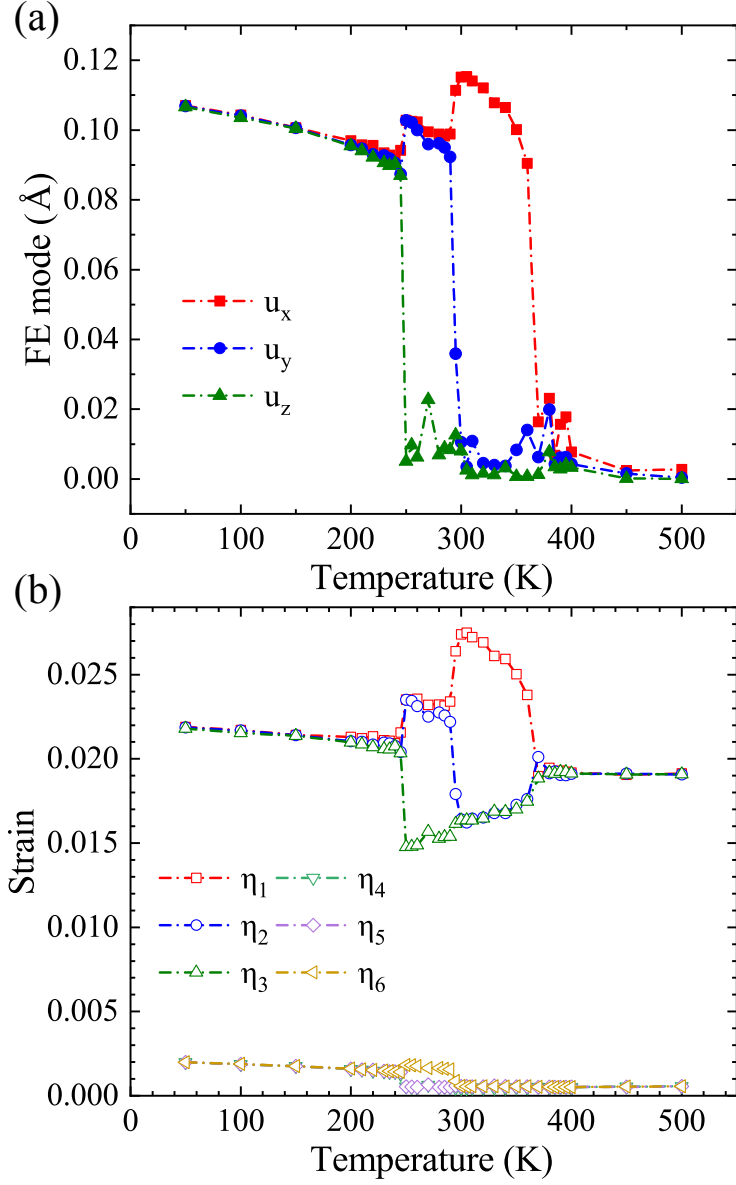 (a)
0.12
0.10
0.08
0.06
0.04
0.02
0.00
FE mode (Å)
u_x
u_y
u_z
0 100 200 300 400 500
Temperature (K)
(b)
0.025
0.020
0.015
0.010
0.005
0.000
Strain
η_1 η_4
η_2 η_5
η_3 η_6
0 100 200 300 400 500
Temperature (K)